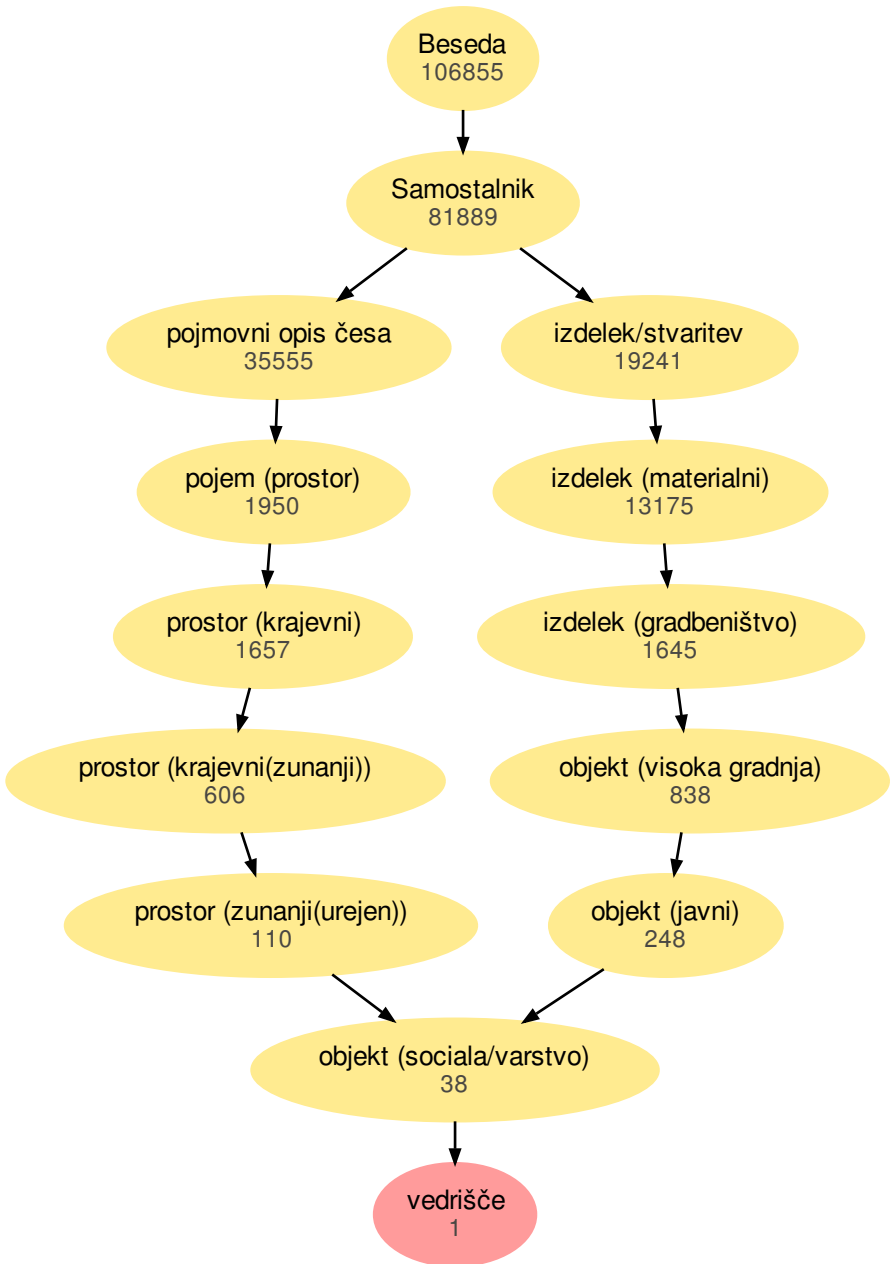 Beseda
106855
Samostalnik
81889
pojmovni opis česa
35555
izdelek/stvaritev
19241
pojem (prostor)
1950
izdelek (materialni)
13175
prostor (krajevni)
1657
izdelek (gradbeništvo)
1645
prostor (krajevni(zunanji))
606
objekt (visoka gradnja)
838
prostor (zunanji(urejen))
110
objekt (javni)
248
objekt (sociala/varstvo)
38
vedrišče
1